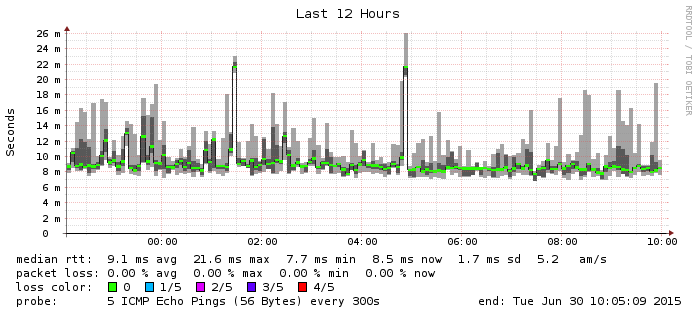 Last 12 Hours
RRDTOOL / TOBI OETIKER
Seconds
26 m
24 m
22 m
20 m
18 m
16 m
14 m
12 m
10 m
8 m
6 m
4 m
2 m
0
00:00 02:00 04:00 06:00 08:00 10:00
median rtt: 9.1 ms avg 21.6 ms max 7.7 ms min 8.5 ms now 1.7 ms sd 5.2 am/s
packet loss: 0.00 % avg 0.00 % max 0.00 % min 0.00 % now
loss color: 0 1/5 2/5 3/5 4/5
probe: 5 ICMP Echo Pings (56 Bytes) every 300s end: Tue Jun 30 10:05:09 2015